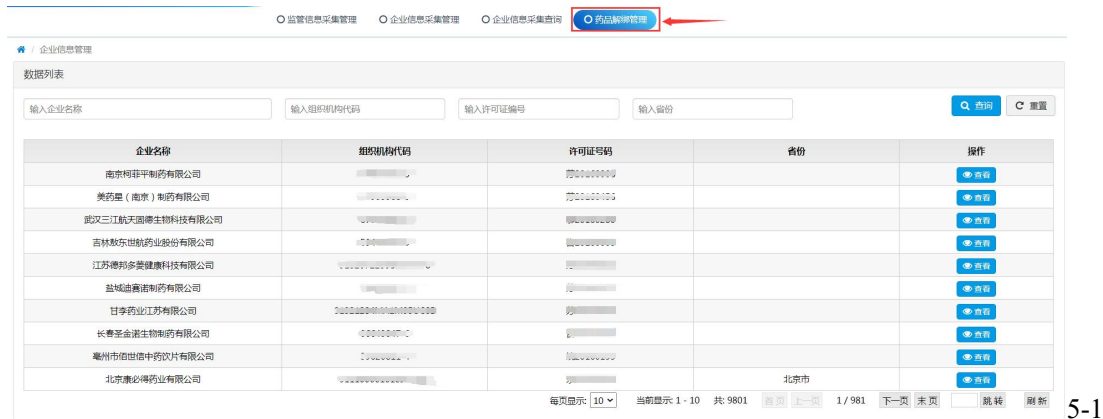 监管信息采集管理 企业信息采集管理 企业信息采集查询 药品解绑管理
/ 企业信息管理
数据列表
输入企业名称 输入组织机构代码 输入许可证编号 输入省份 查询 重置
企业名称 组织机构代码 许可证号码 省份 操作
南京柯菲平制药有限公司 查看
美药星（南京）制药有限公司 查看
武汉三江航天固德生物科技有限公司 查看
吉林敖东世航药业股份有限公司 查看
江苏德邦多菱健康科技有限公司 查看
盐城迪赛诺制药有限公司 查看
甘李药业江苏有限公司 查看
长春圣金诺生物制药有限公司 查看
亳州市佰世信中药饮片有限公司 查看
北京康必得药业有限公司 北京市 查看
每页显示: 10 当前显示: 1 - 10 共: 9801 首页 上一页 1 / 981 下一页 末页 跳转 刷新
5-1